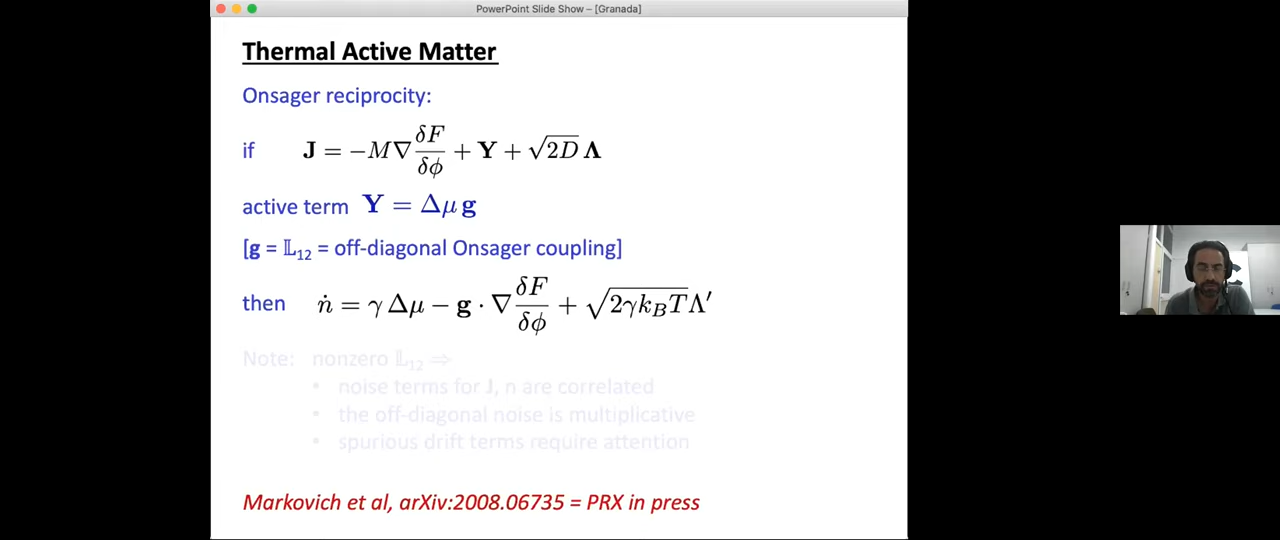 PowerPoint Slide Show – [Granada]
Thermal Active Matter
Onsager reciprocity:
if J = −M∇ δF/δϕ + Y + √2D Λ
active term Y = Δμ g
[g = 𝕃₁₂ = off-diagonal Onsager coupling]
then ṅ = γ Δμ − g · ∇ δF/δϕ + √2γk_BT Λ′
Note: nonzero 𝕃₁₂ ⇒
• noise terms for J, n are correlated
• the off-diagonal noise is multiplicative
• spurious drift terms require attention
Markovich et al, arXiv:2008.06735 = PRX in press